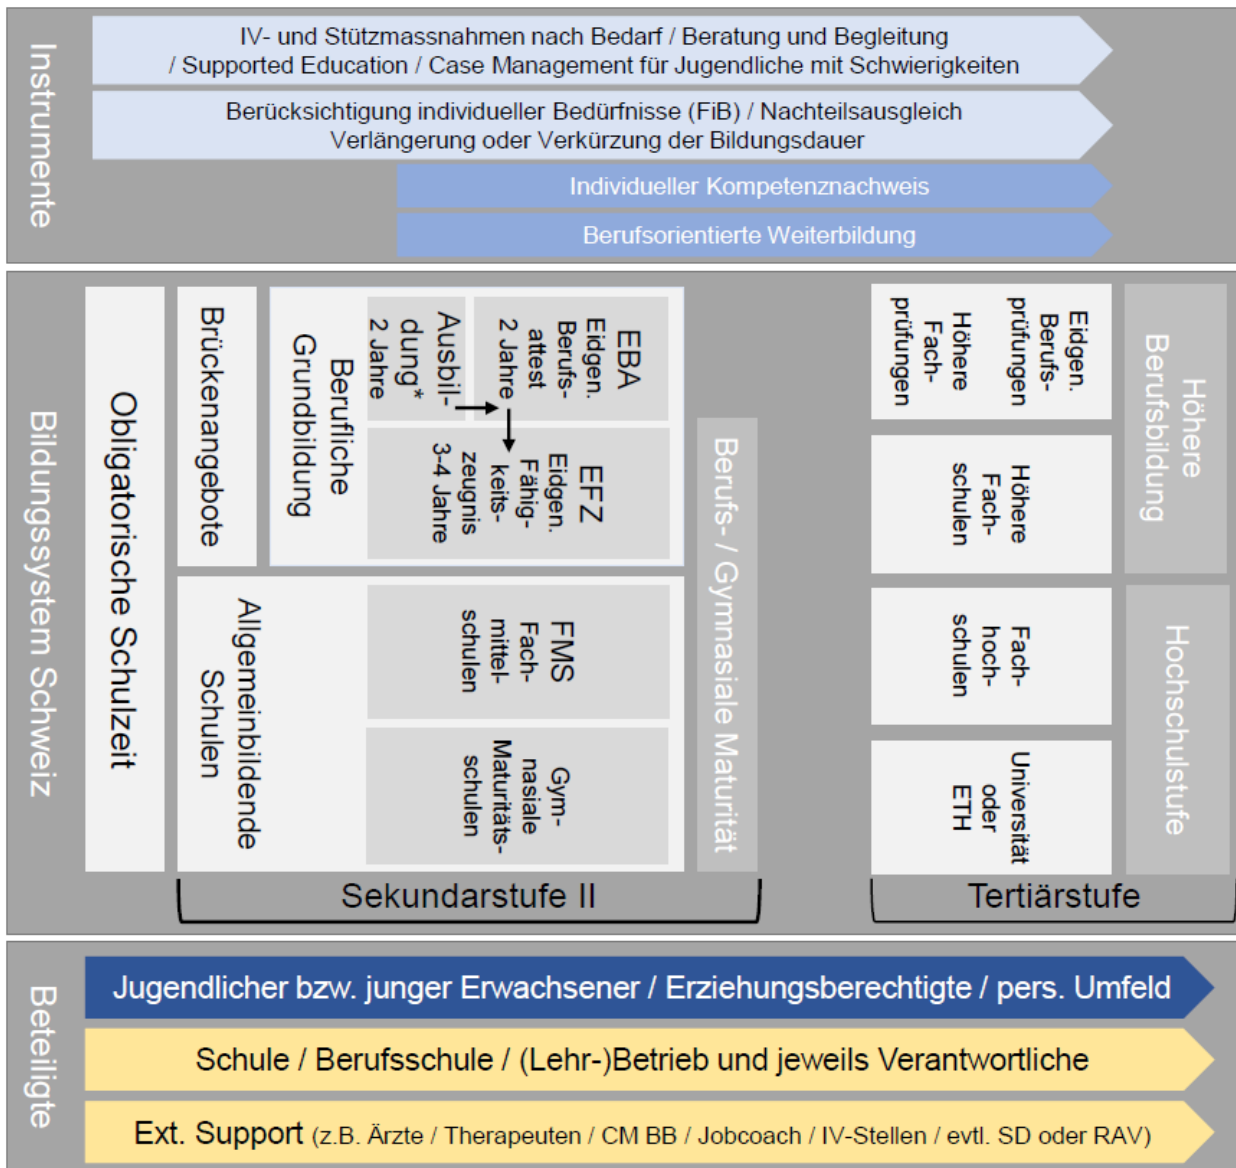 Instrumente
IV- und Stützmassnahmen nach Bedarf / Beratung und Begleitung
/ Supported Education / Case Management für Jugendliche mit Schwierigkeiten
Berücksichtigung individueller Bedürfnisse (FiB) / Nachteilsausgleich
Verlängerung oder Verkürzung der Bildungsdauer
Individueller Kompetenznachweis
Berufsorientierte Weiterbildung
Bildungssystem Schweiz
Obligatorische Schulzeit
Brückenangebote
Berufliche
Grundbildung
Ausbil-
dung*
2 Jahre
EBA
Eidgen.
Berufs-
attest
2 Jahre
EFZ
Eidgen.
Fähig-
keits-
zeugnis
3-4 Jahre
Allgemeinbildende
Schulen
FMS
Fach-
mittel-
schulen
Gym-
nasiale
Maturitäts-
schulen
Berufs- / Gymnasiale Maturität
Eidgen.
Berufs-
prüfungen
Höhere
Fach-
prüfungen
Höhere
Fach-
schulen
Fach-
hoch-
schulen
Universität
oder
ETH
Höhere
Berufsbildung
Hochschulstufe
Sekundarstufe II
Tertiärstufe
Beteiligte
Jugendlicher bzw. junger Erwachsener / Erziehungsberechtigte / pers. Umfeld
Schule / Berufsschule / (Lehr-)Betrieb und jeweils Verantwortliche
Ext. Support (z.B. Ärzte / Therapeuten / CM BB / Jobcoach / IV-Stellen / evtl. SD oder RAV)